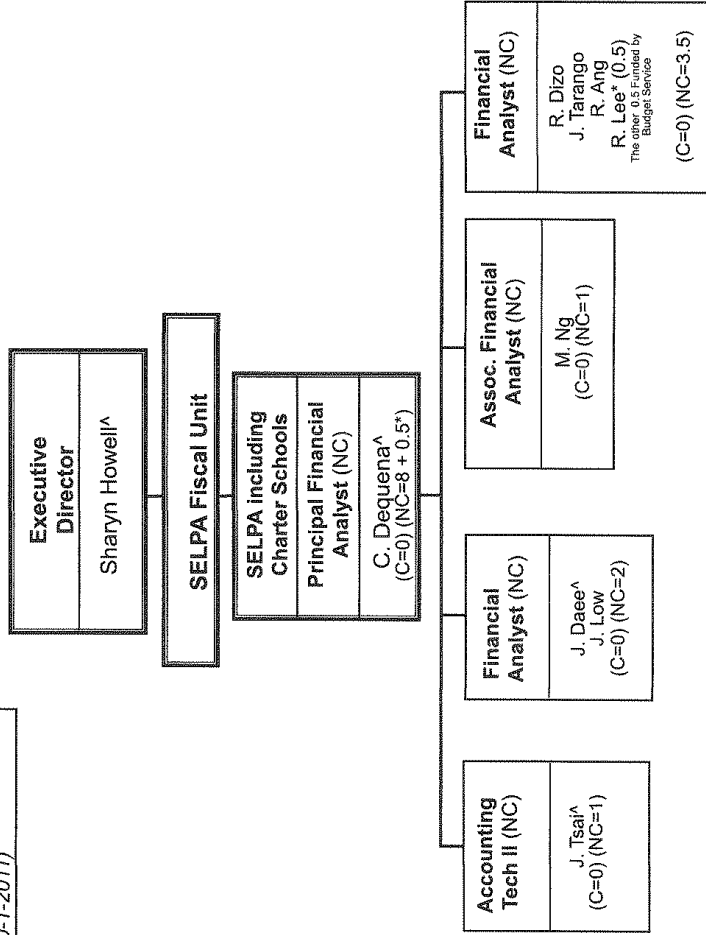 Executive
Director
Sharyn Howell^
SELPA Fiscal Unit
SELPA including
Charter Schools
Principal Financial
Analyst (NC)
C. Dequena^
(C=0) (NC=8 + 0.5*)
Accounting
Tech II (NC)
J. Tsai^
(C=0) (NC=1)
Financial
Analyst (NC)
J. Daee^
J. Low
(C=0) (NC=2)
Assoc. Financial
Analyst (NC)
M. Ng
(C=0) (NC=1)
Financial
Analyst (NC)
R. Dizo
J. Tarango
R. Ang
R. Lee* (0.5)
The other 0.5 Funded by
Budget Service
(C=0) (NC=3.5)
-1-2011)